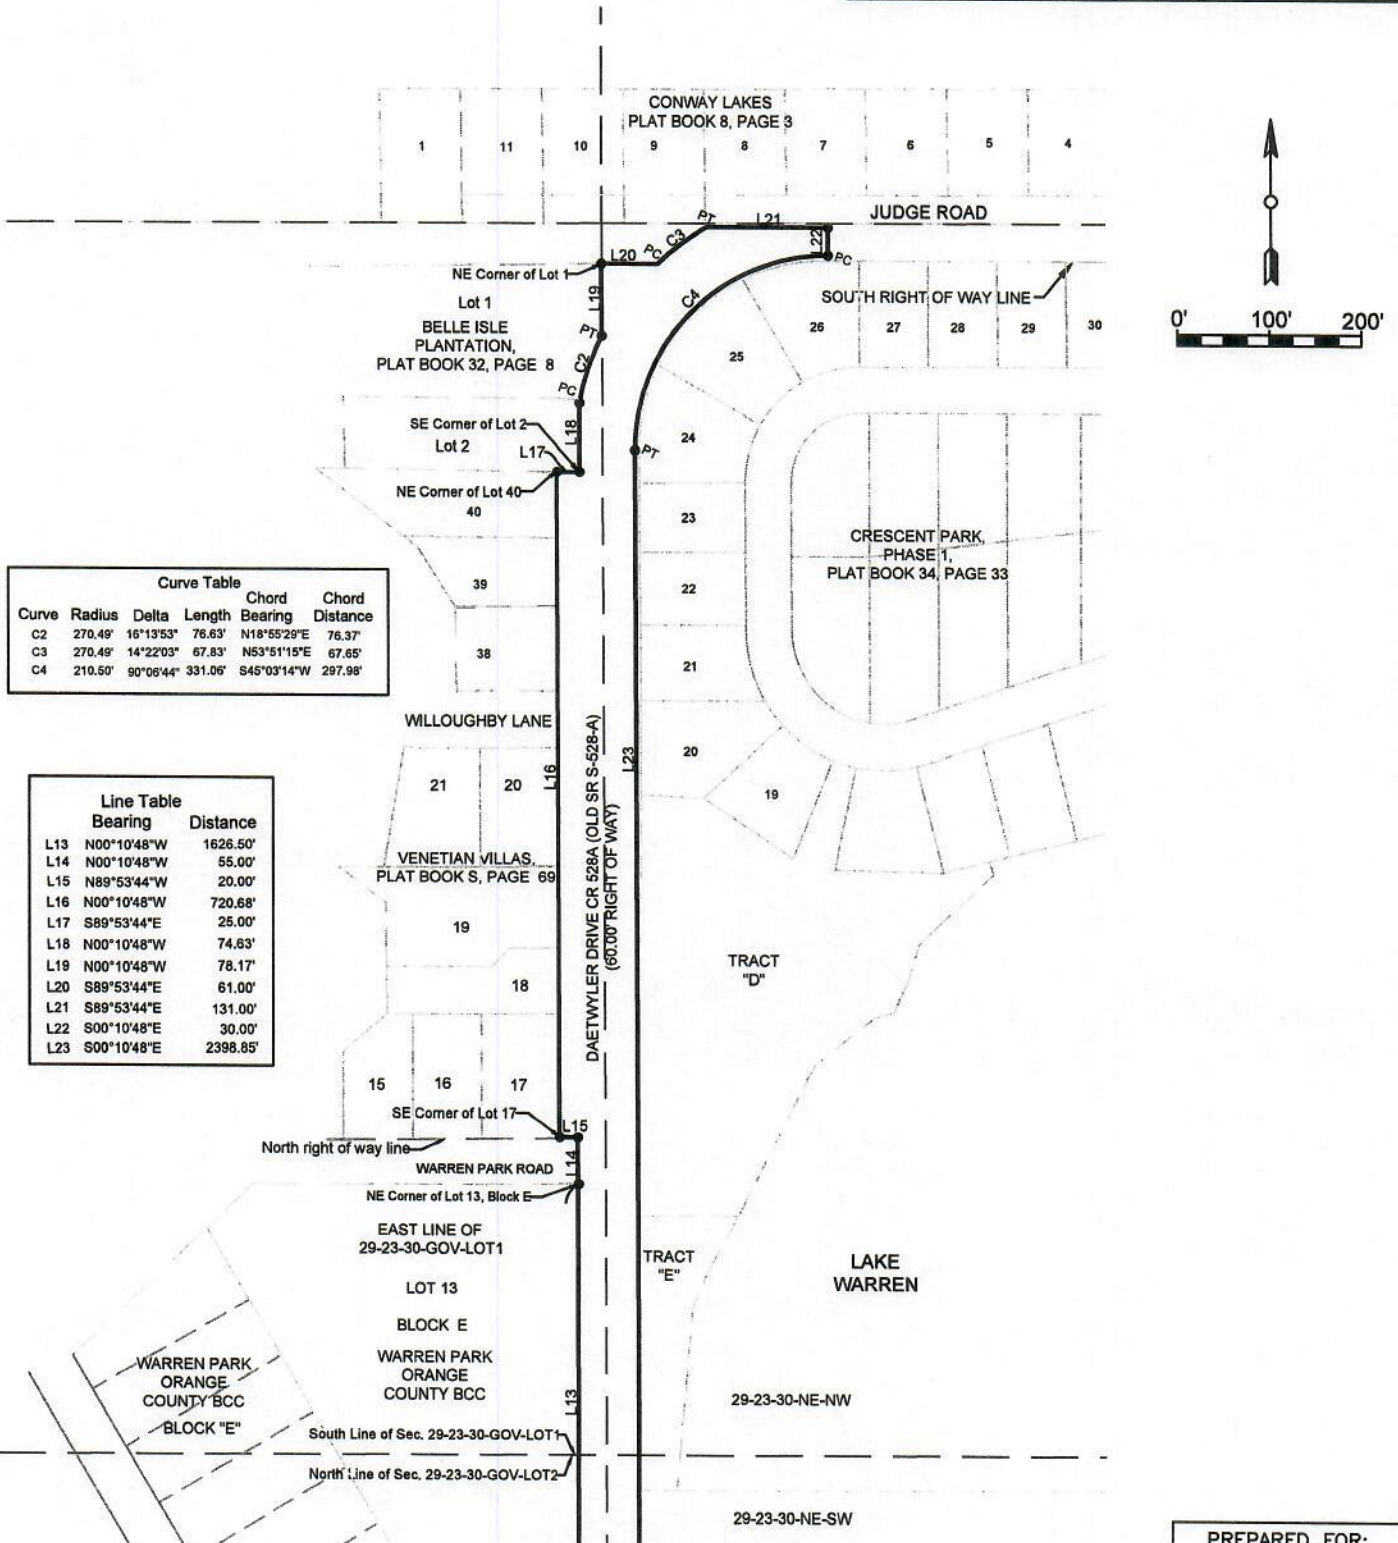 CONWAY LAKES
PLAT BOOK 8, PAGE 3
1
11
10
9
8
7
6
5
4
PT
L21
JUDGE ROAD
L20
PC
C3
L22
PC
NE Corner of Lot 1
L19
C4
SOUTH RIGHT OF WAY LINE
0' 100' 200'
Lot 1
BELLE ISLE
PLANTATION,
PLAT BOOK 32, PAGE 8
PT
C2
PC
26
27
28
29
30
25
SE Corner of Lot 2
L18
Lot 2
L17
24
PT
NE Corner of Lot 40
40
23
CRESCENT PARK,
PHASE 1,
PLAT BOOK 34, PAGE 33
39
22
38
21
Curve Table
Curve Radius Delta Length Chord Bearing Chord Distance
C2 270.49' 16°13'53" 76.63' N18°55'29"E 76.37'
C3 270.49' 14°22'03" 67.83' N53°51'15"E 67.65'
C4 210.50' 90°06'44" 331.06' S45°03'14"W 297.98'
WILLOUGHBY LANE
L16
L23
20
21
20
19
DAETWYLER DRIVE CR 528A (OLD SR S-528-A)
(60.00' RIGHT OF WAY)
Line Table
Bearing Distance
L13 N00°10'48"W 1626.50'
L14 N00°10'48"W 55.00'
L15 N89°53'44"W 20.00'
L16 N00°10'48"W 720.68'
L17 S89°53'44"E 25.00'
L18 N00°10'48"W 74.63'
L19 N00°10'48"W 78.17'
L20 S89°53'44"E 61.00'
L21 S89°53'44"E 131.00'
L22 S00°10'48"E 30.00'
L23 S00°10'48"E 2398.85'
VENETIAN VILLAS,
PLAT BOOK S, PAGE 69
19
18
TRACT
"D"
15
16
17
SE Corner of Lot 17
L15
North right of way line
WARREN PARK ROAD
L14
NE Corner of Lot 13, Block E
EAST LINE OF
29-23-30-GOV-LOT1
TRACT
"E"
LAKE
WARREN
LOT 13
BLOCK E
WARREN PARK
ORANGE
COUNTY BCC
WARREN PARK
ORANGE
COUNTY BCC
BLOCK "E"
L13
29-23-30-NE-NW
South Line of Sec. 29-23-30-GOV-LOT1
North Line of Sec. 29-23-30-GOV-LOT2
29-23-30-NE-SW
PREPARED FOR: